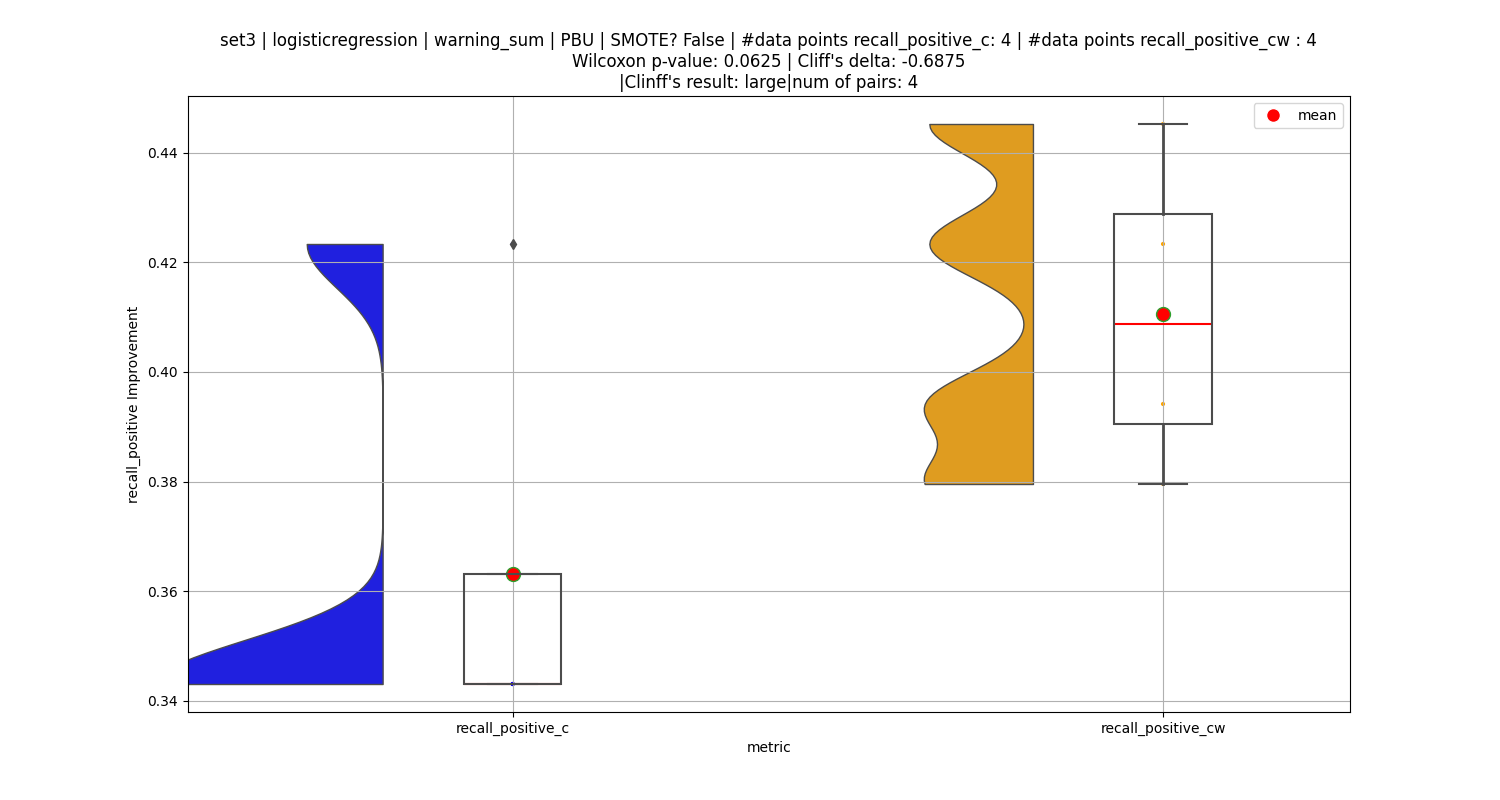 set3 | logisticregression | warning_sum | PBU | SMOTE? False | #data points recall_positive_c: 4 | #data points recall_positive_cw : 4
Wilcoxon p-value: 0.0625 | Cliff's delta: -0.6875
|Clinff's result: large|num of pairs: 4
mean
0.44
0.42
0.40
0.38
0.36
0.34
recall_positive Improvement
recall_positive_c
recall_positive_cw
metric